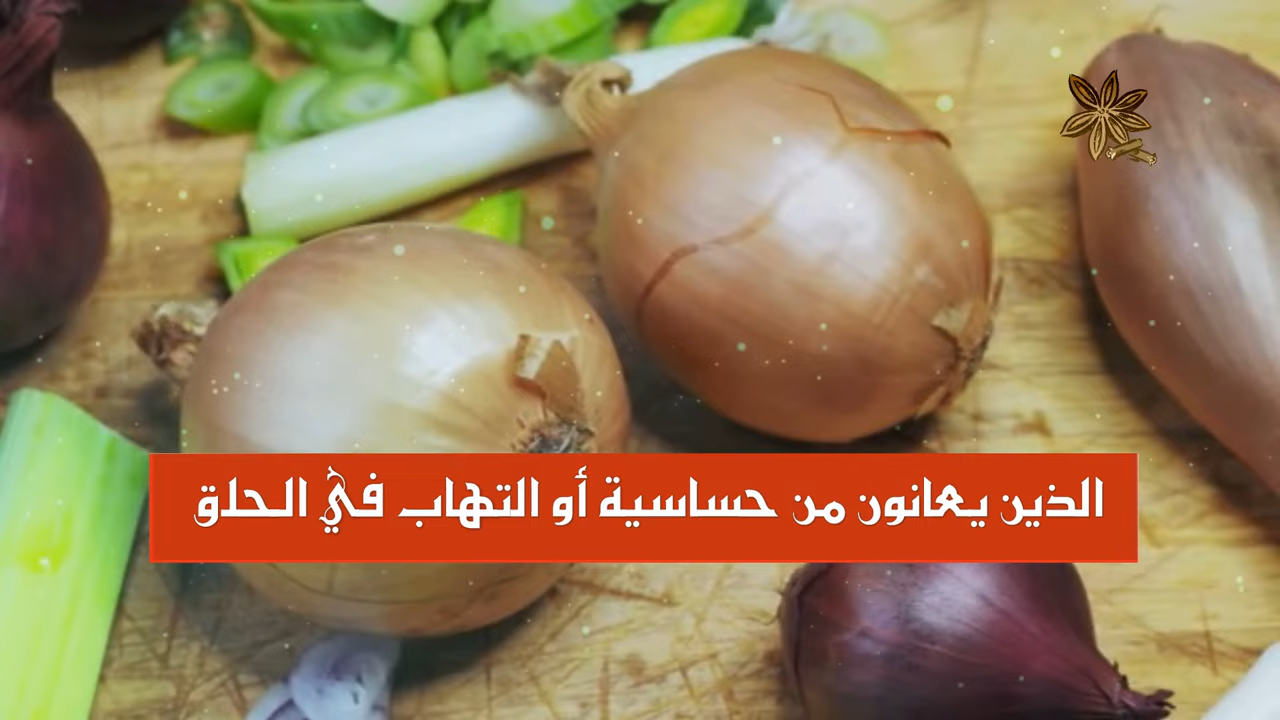 الذين يعانون من حساسية أو التهاب في الحلق